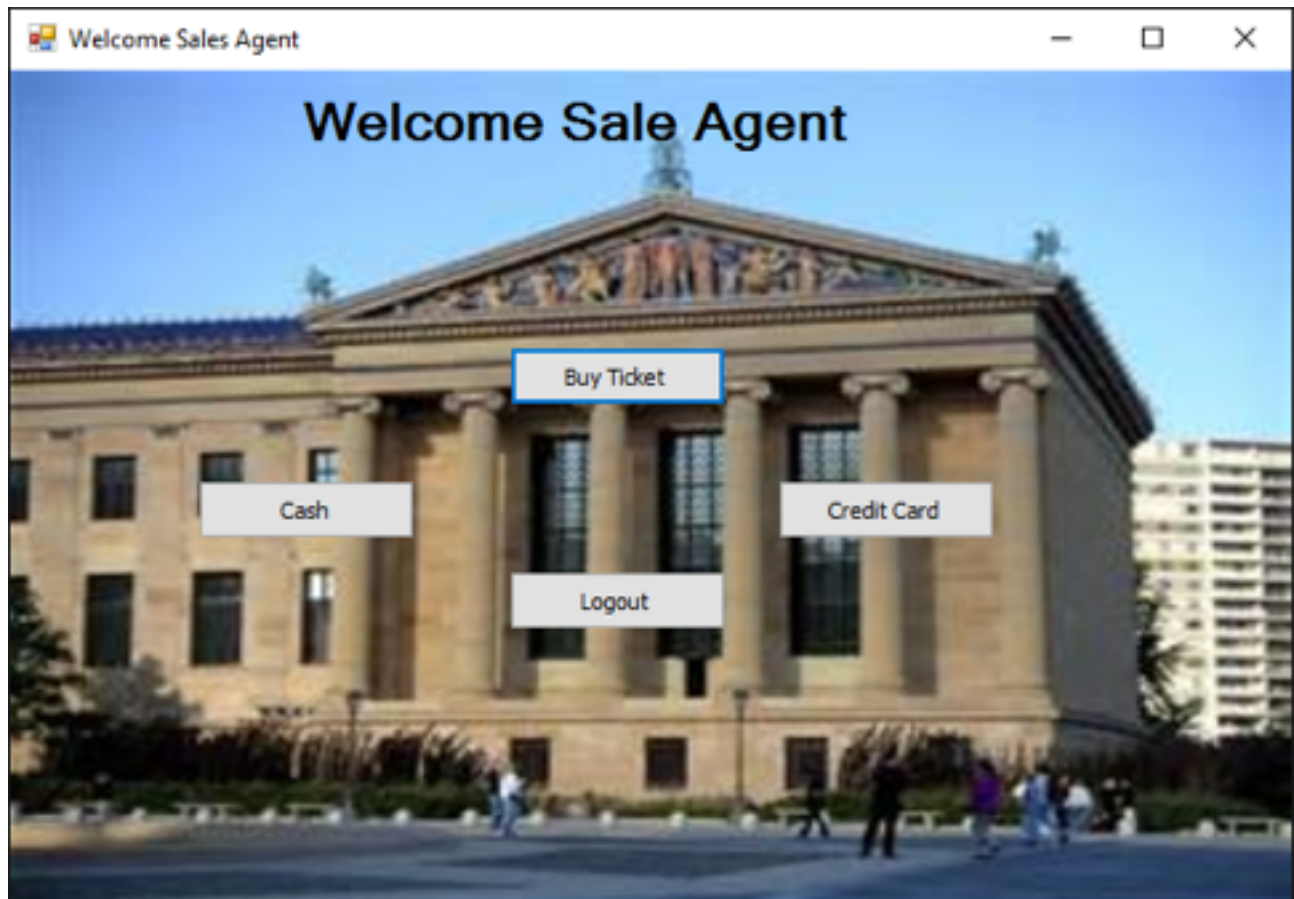 Welcome Sales Agent
Welcome Sale Agent
Buy Ticket
Cash
Credit Card
Logout